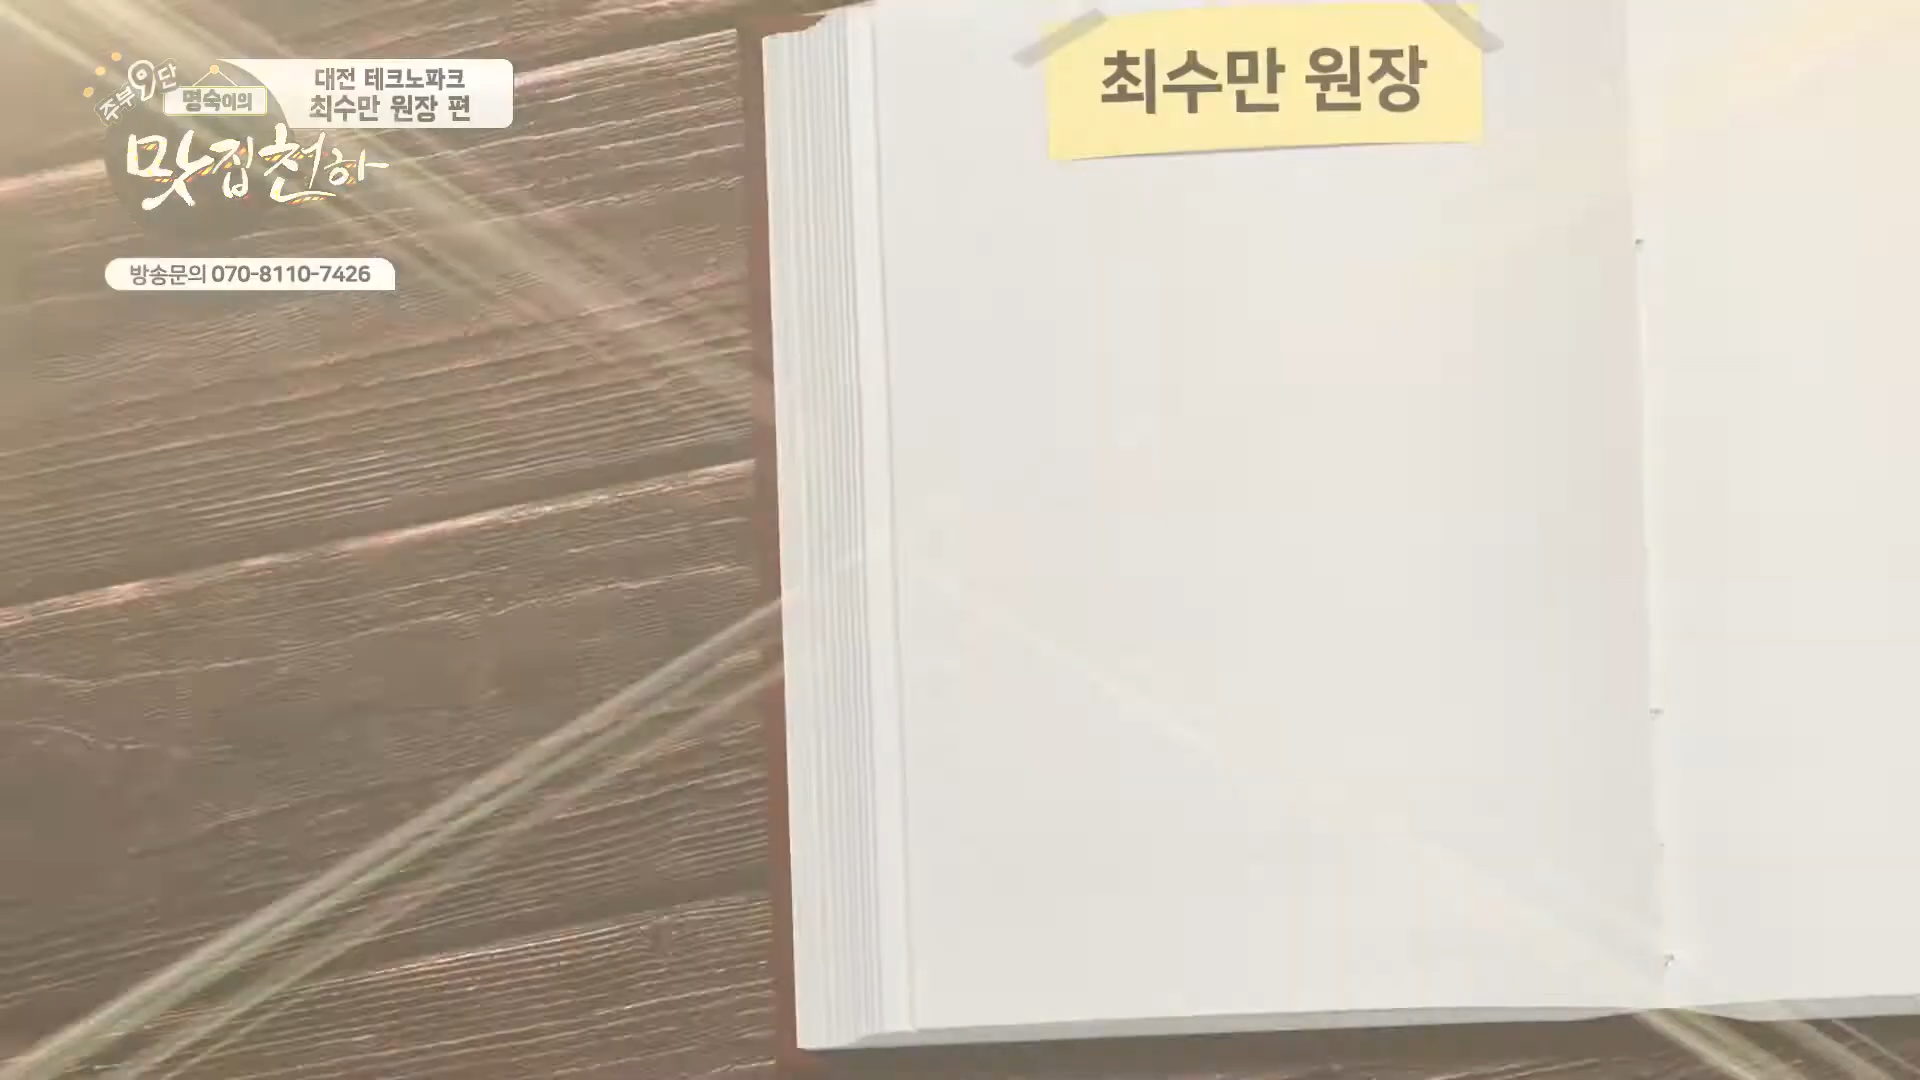 주부9단
명숙이의
맛집천하
대전 테크노파크
최수만 원장 편
방송문의 070-8110-7426
최수만 원장